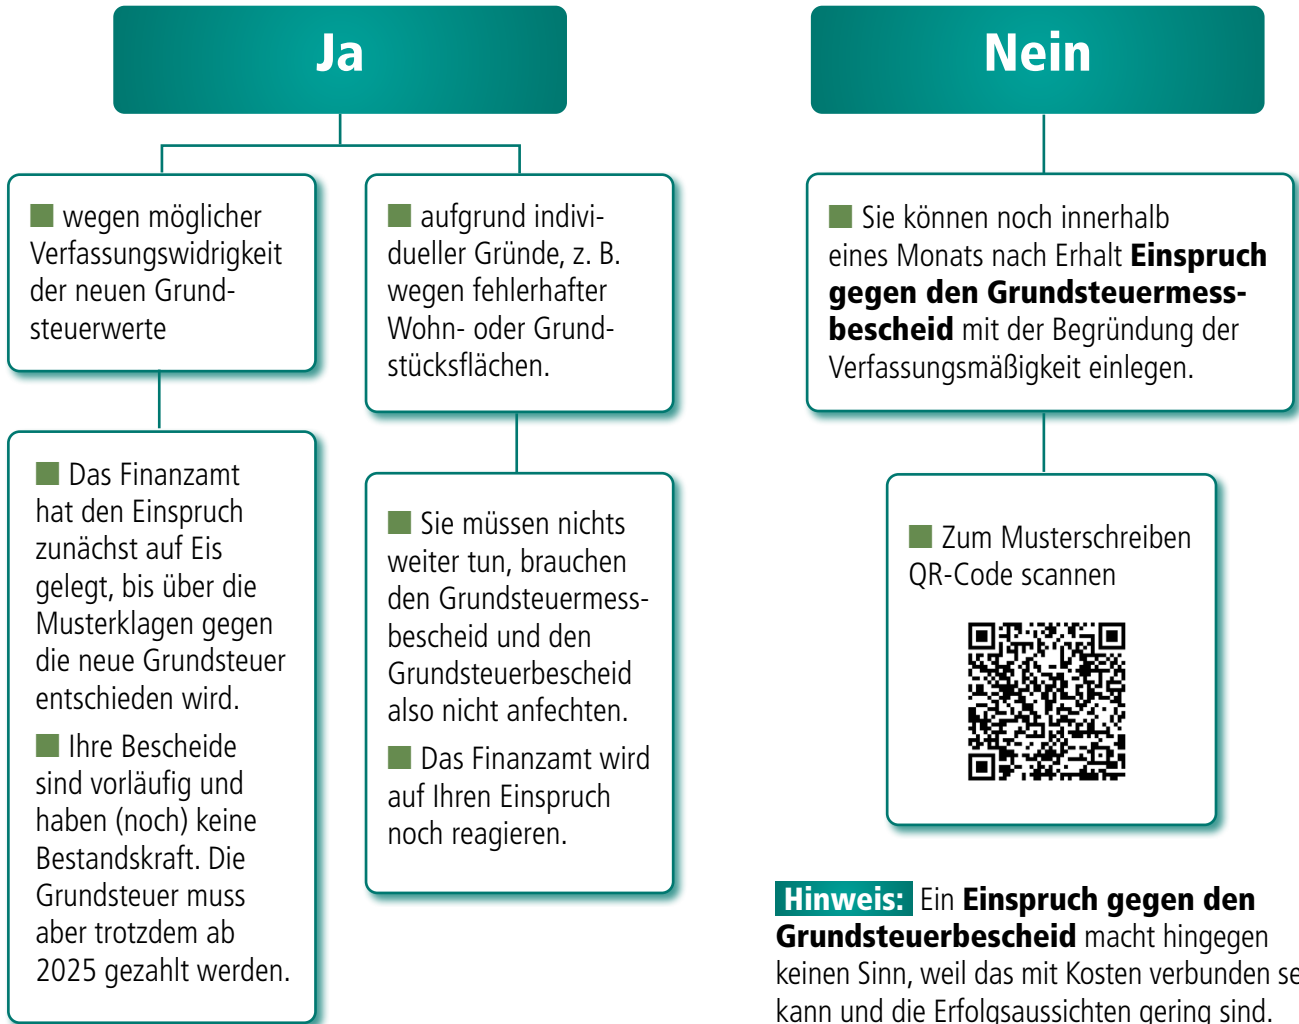 Ja
■ wegen möglicher
Verfassungswidrigkeit
der neuen Grund-
steuerwerte
■ Das Finanzamt
hat den Einspruch
zunächst auf Eis
gelegt, bis über die
Musterklagen gegen
die neue Grundsteuer
entschieden wird.
■ Ihre Bescheide
sind vorläufig und
haben (noch) keine
Bestandskraft. Die
Grundsteuer muss
aber trotzdem ab
2025 gezahlt werden.
■ aufgrund indivi-
dueller Gründe, z. B.
wegen fehlerhafter
Wohn- oder Grund-
stücksflächen.
■ Sie müssen nichts
weiter tun, brauchen
den Grundsteuermess-
bescheid und den
Grundsteuerbescheid
also nicht anfechten.
■ Das Finanzamt wird
auf Ihren Einspruch
noch reagieren.
Nein
■ Sie können noch innerhalb
eines Monats nach Erhalt Einspruch
gegen den Grundsteuermess-
bescheid mit der Begründung der
Verfassungsmäßigkeit einlegen.
■ Zum Musterschreiben
QR-Code scannen
Hinweis: Ein Einspruch gegen den
Grundsteuerbescheid macht hingegen
keinen Sinn, weil das mit Kosten verbunden se
kann und die Erfolgsaussichten gering sind.